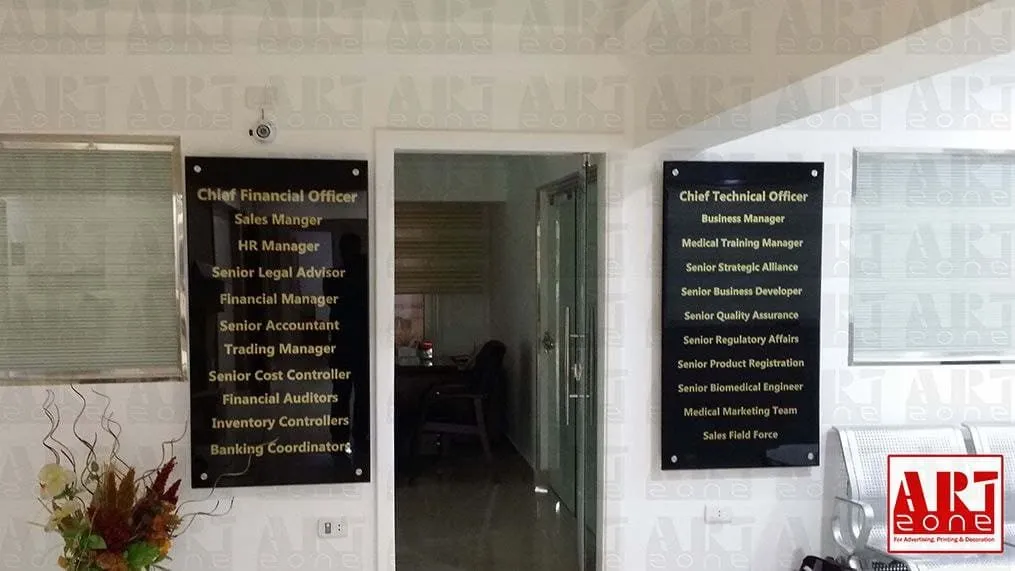 Chief Financial Officer
Sales Manger
HR Manager
Senior Legal Advisor
Financial Manager
Senior Accountant
Trading Manager
Senior Cost Controller
Financial Auditors
Inventory Controllers
Banking Coordinators
Chief Technical Officer
Business Manager
Medical Training Manager
Senior Strategic Alliance
Senior Business Developer
Senior Quality Assurance
Senior Regulatory Affairs
Senior Product Registration
Senior Biomedical Engineer
Medical Marketing Team
Sales Field Force
ART
zone
For Advertising, Printing & Decoration